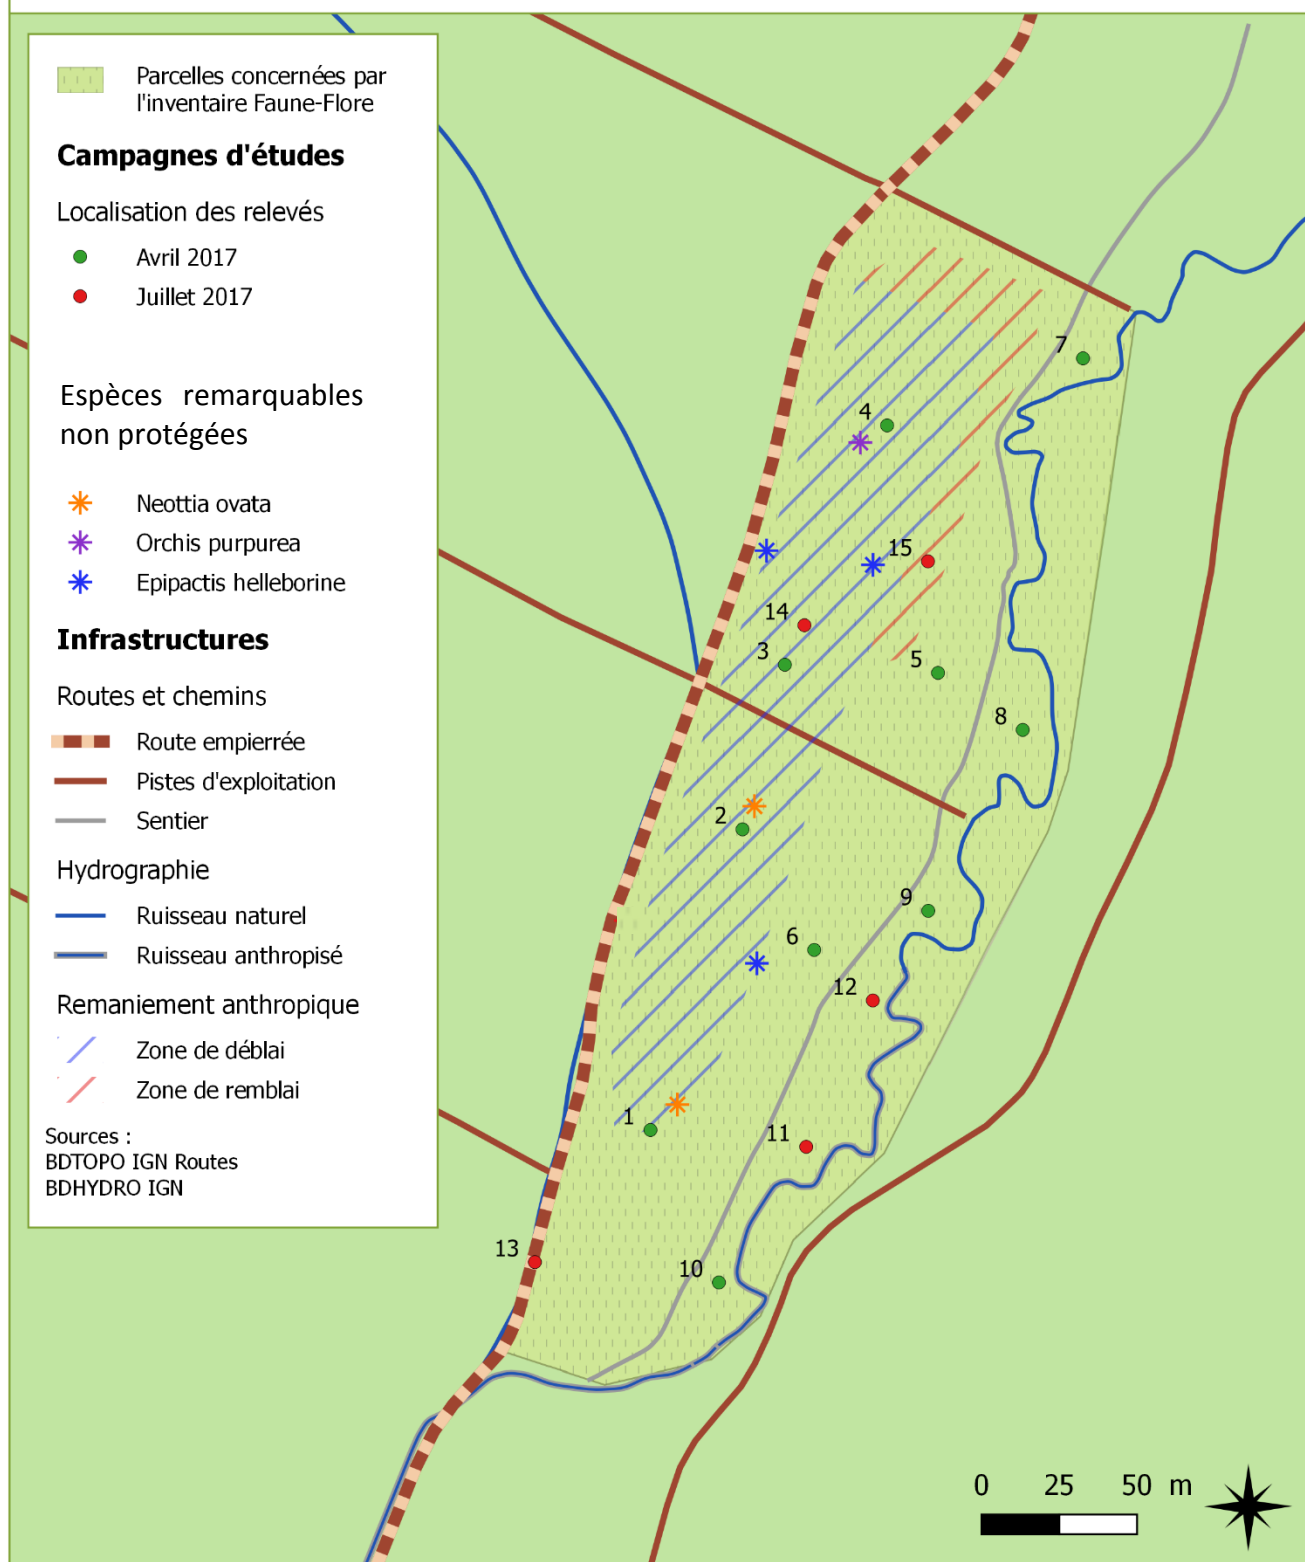 Parcelles concernées par
l'inventaire Faune-Flore
Campagnes d'études
Localisation des relevés
Avril 2017
Juillet 2017
Espèces remarquables
non protégées
Neottia ovata
Orchis purpurea
Epipactis helleborine
Infrastructures
Routes et chemins
Route empierrée
Pistes d'exploitation
Sentier
Hydrographie
Ruisseau naturel
Ruisseau anthropisé
Remaniement anthropique
Zone de déblai
Zone de remblai
Sources :
BDTOPO IGN Routes
BDHYDRO IGN
7
4
15
14
3
5
8
2
9
6
12
1
11
13
10
0 25 50 m